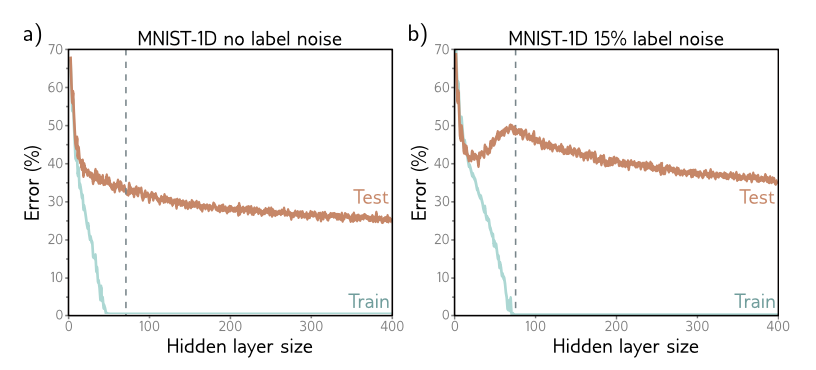 a) MNIST-1D no label noise
70
60
50
40
30
20
10
0
Error (%)
Test
Train
0 100 200 300 400
Hidden layer size
b) MNIST-1D 15% label noise
70
60
50
40
30
20
10
0
Error (%)
Test
Train
0 100 200 300 400
Hidden layer size